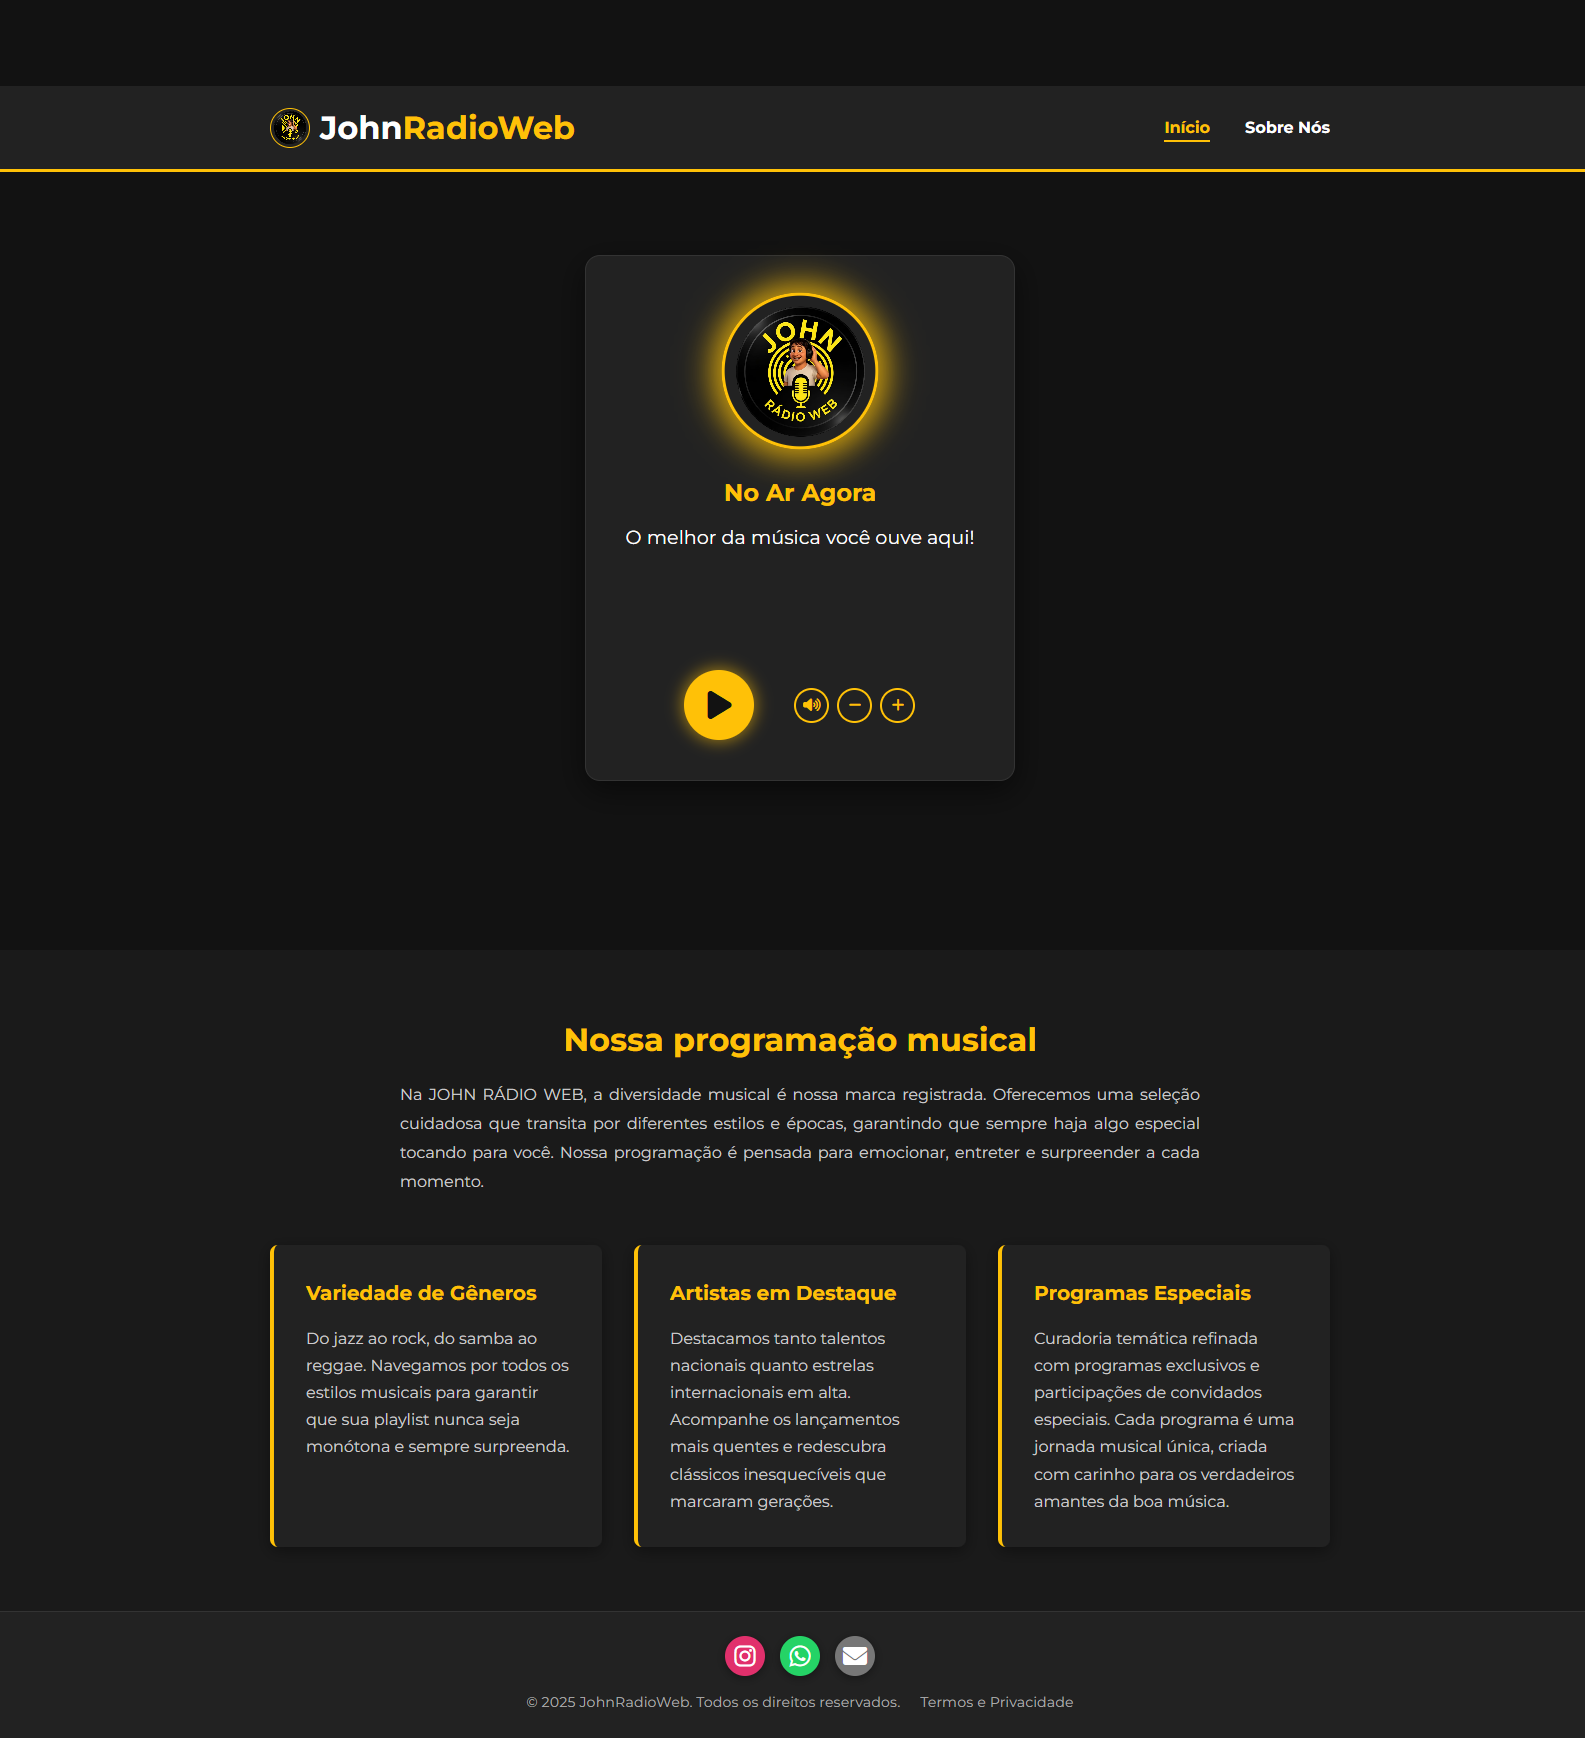 JohnRadioWeb
Início
Sobre Nós
JOHN
RÁDIO WEB
No Ar Agora
O melhor da música você ouve aqui!
Nossa programação musical
Na JOHN RÁDIO WEB, a diversidade musical é nossa marca registrada. Oferecemos uma seleção
cuidadosa que transita por diferentes estilos e épocas, garantindo que sempre haja algo especial
tocando para você. Nossa programação é pensada para emocionar, entreter e surpreender a cada
momento.
Variedade de Gêneros
Do jazz ao rock, do samba ao
reggae. Navegamos por todos os
estilos musicais para garantir
que sua playlist nunca seja
monótona e sempre surpreenda.
Artistas em Destaque
Destacamos tanto talentos
nacionais quanto estrelas
internacionais em alta.
Acompanhe os lançamentos
mais quentes e redescubra
clássicos inesquecíveis que
marcaram gerações.
Programas Especiais
Curadoria temática refinada
com programas exclusivos e
participações de convidados
especiais. Cada programa é uma
jornada musical única, criada
com carinho para os verdadeiros
amantes da boa música.
© 2025 JohnRadioWeb. Todos os direitos reservados.
Termos e Privacidade